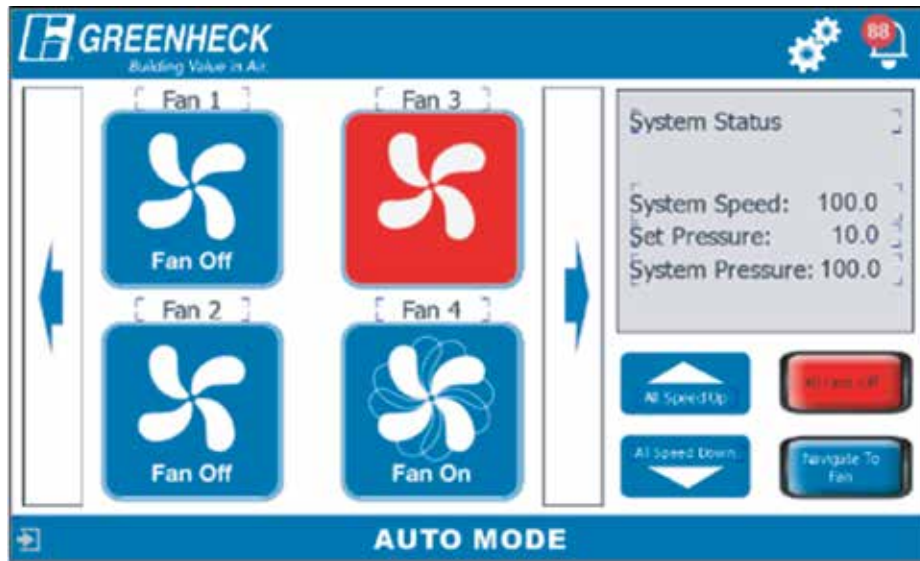 GREENHECK
Building Value in Air.
88
Fan 1
Fan Off
Fan 3
Fan 2
Fan Off
Fan 4
Fan On
System Status
System Speed: 100.0
Set Pressure: 10.0
System Pressure: 100.0
All Speed Up
All Speed Down
Navigate To
Fan
AUTO MODE